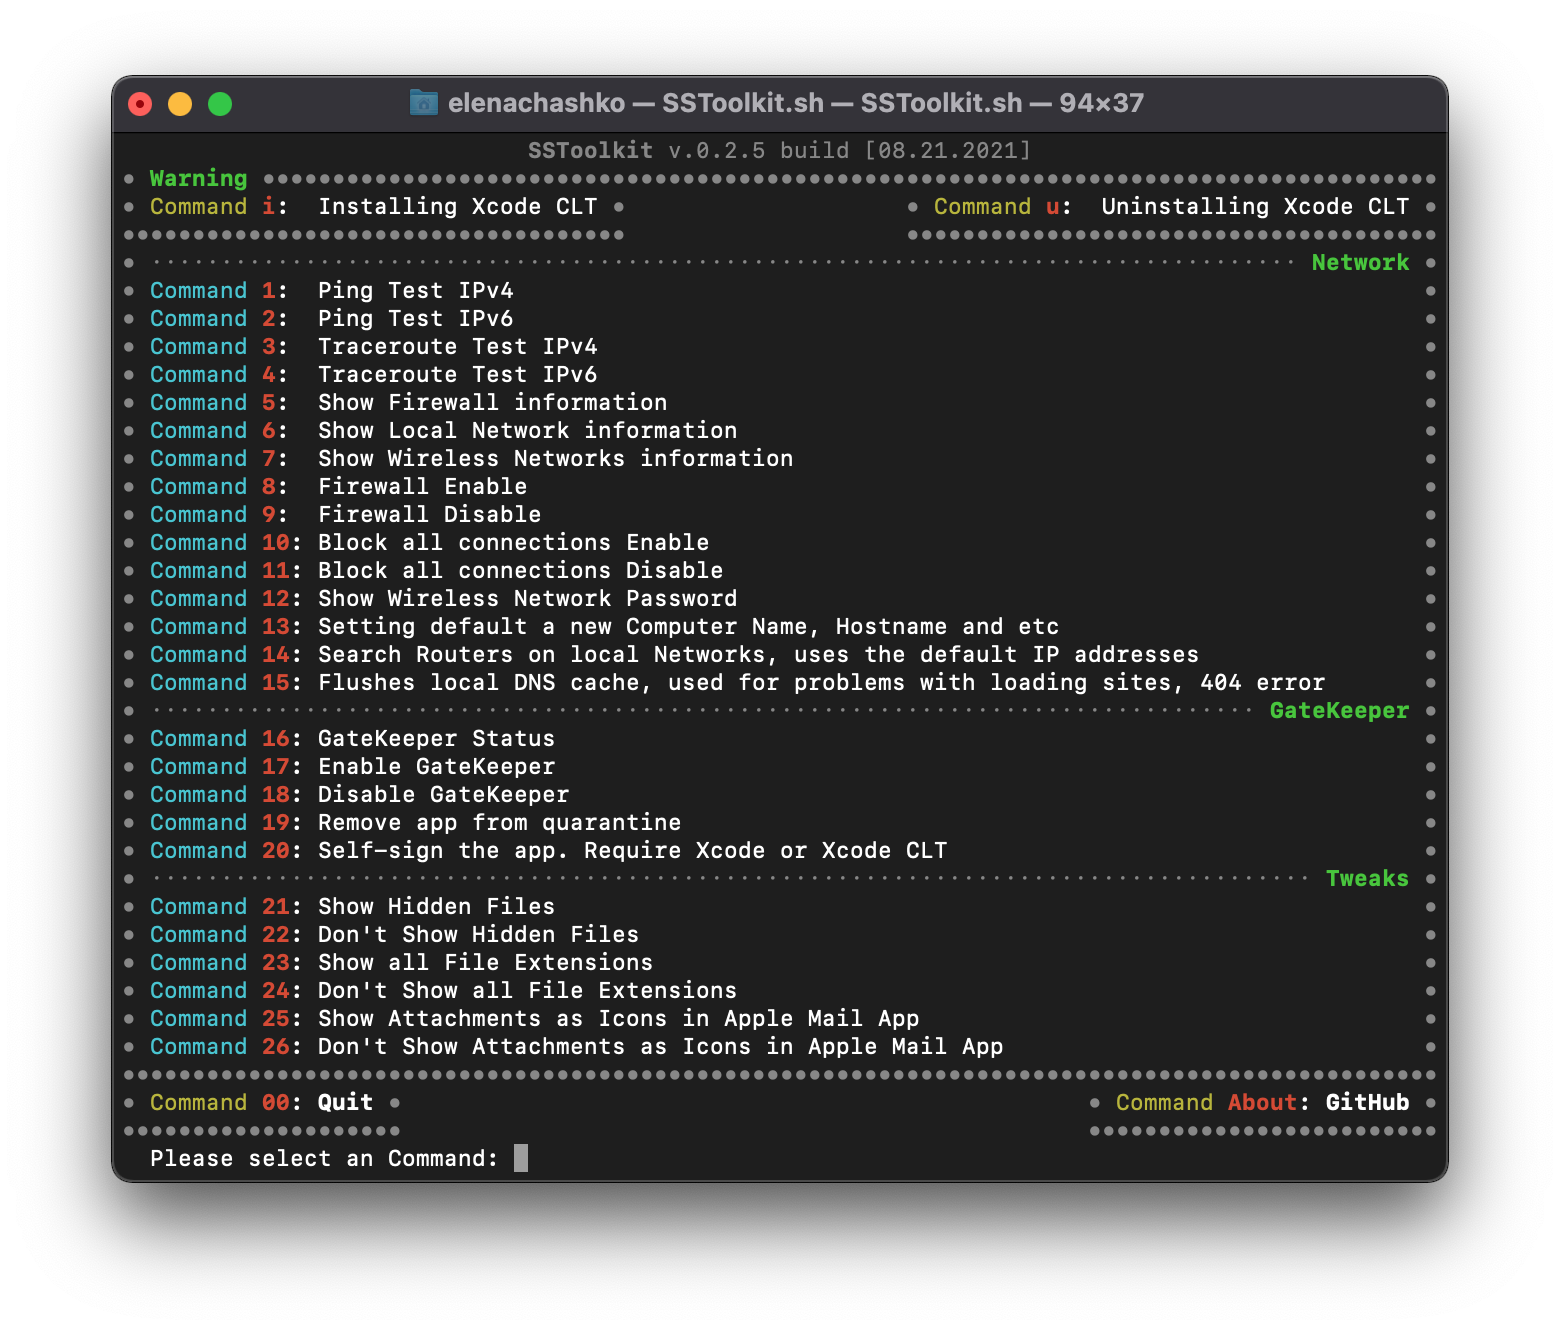 elenachashko — SSToolkit.sh — SSToolkit.sh — 94×37
SSToolkit v.0.2.5 build [08.21.2021]
Warning
Command i: Installing Xcode CLT
Command u: Uninstalling Xcode CLT
Network
Command 1: Ping Test IPv4
Command 2: Ping Test IPv6
Command 3: Traceroute Test IPv4
Command 4: Traceroute Test IPv6
Command 5: Show Firewall information
Command 6: Show Local Network information
Command 7: Show Wireless Networks information
Command 8: Firewall Enable
Command 9: Firewall Disable
Command 10: Block all connections Enable
Command 11: Block all connections Disable
Command 12: Show Wireless Network Password
Command 13: Setting default a new Computer Name, Hostname and etc
Command 14: Search Routers on local Networks, uses the default IP addresses
Command 15: Flushes local DNS cache, used for problems with loading sites, 404 error
GateKeeper
Command 16: GateKeeper Status
Command 17: Enable GateKeeper
Command 18: Disable GateKeeper
Command 19: Remove app from quarantine
Command 20: Self-sign the app. Require Xcode or Xcode CLT
Tweaks
Command 21: Show Hidden Files
Command 22: Don't Show Hidden Files
Command 23: Show all File Extensions
Command 24: Don't Show all File Extensions
Command 25: Show Attachments as Icons in Apple Mail App
Command 26: Don't Show Attachments as Icons in Apple Mail App
Command 00: Quit
Command About: GitHub
Please select an Command: